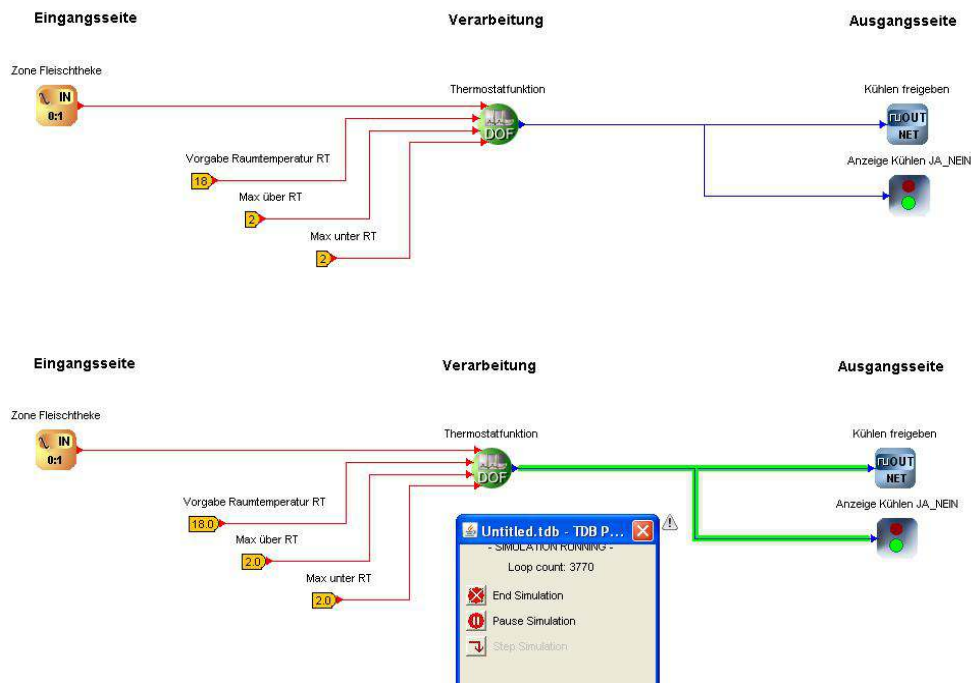 Eingangsseite
Verarbeitung
Ausgangsseite
Zone Fleischtheke
IN
0:1
Thermostatfunktion
DOF
Kühlen freigeben
OUT
NET
Vorgabe Raumtemperatur RT
18
Anzeige Kühlen JA_NEIN
Max über RT
2
Max unter RT
2
Eingangsseite
Verarbeitung
Ausgangsseite
Zone Fleischtheke
IN
0:1
Thermostatfunktion
DOF
Kühlen freigeben
OUT
NET
Vorgabe Raumtemperatur RT
18.0
Anzeige Kühlen JA_NEIN
Max über RT
2.0
Max unter RT
2.0
Untitled.tdb - TDB P...
- SIMULATION RUNNING -
Loop count: 3770
End Simulation
Pause Simulation
Step Simulation